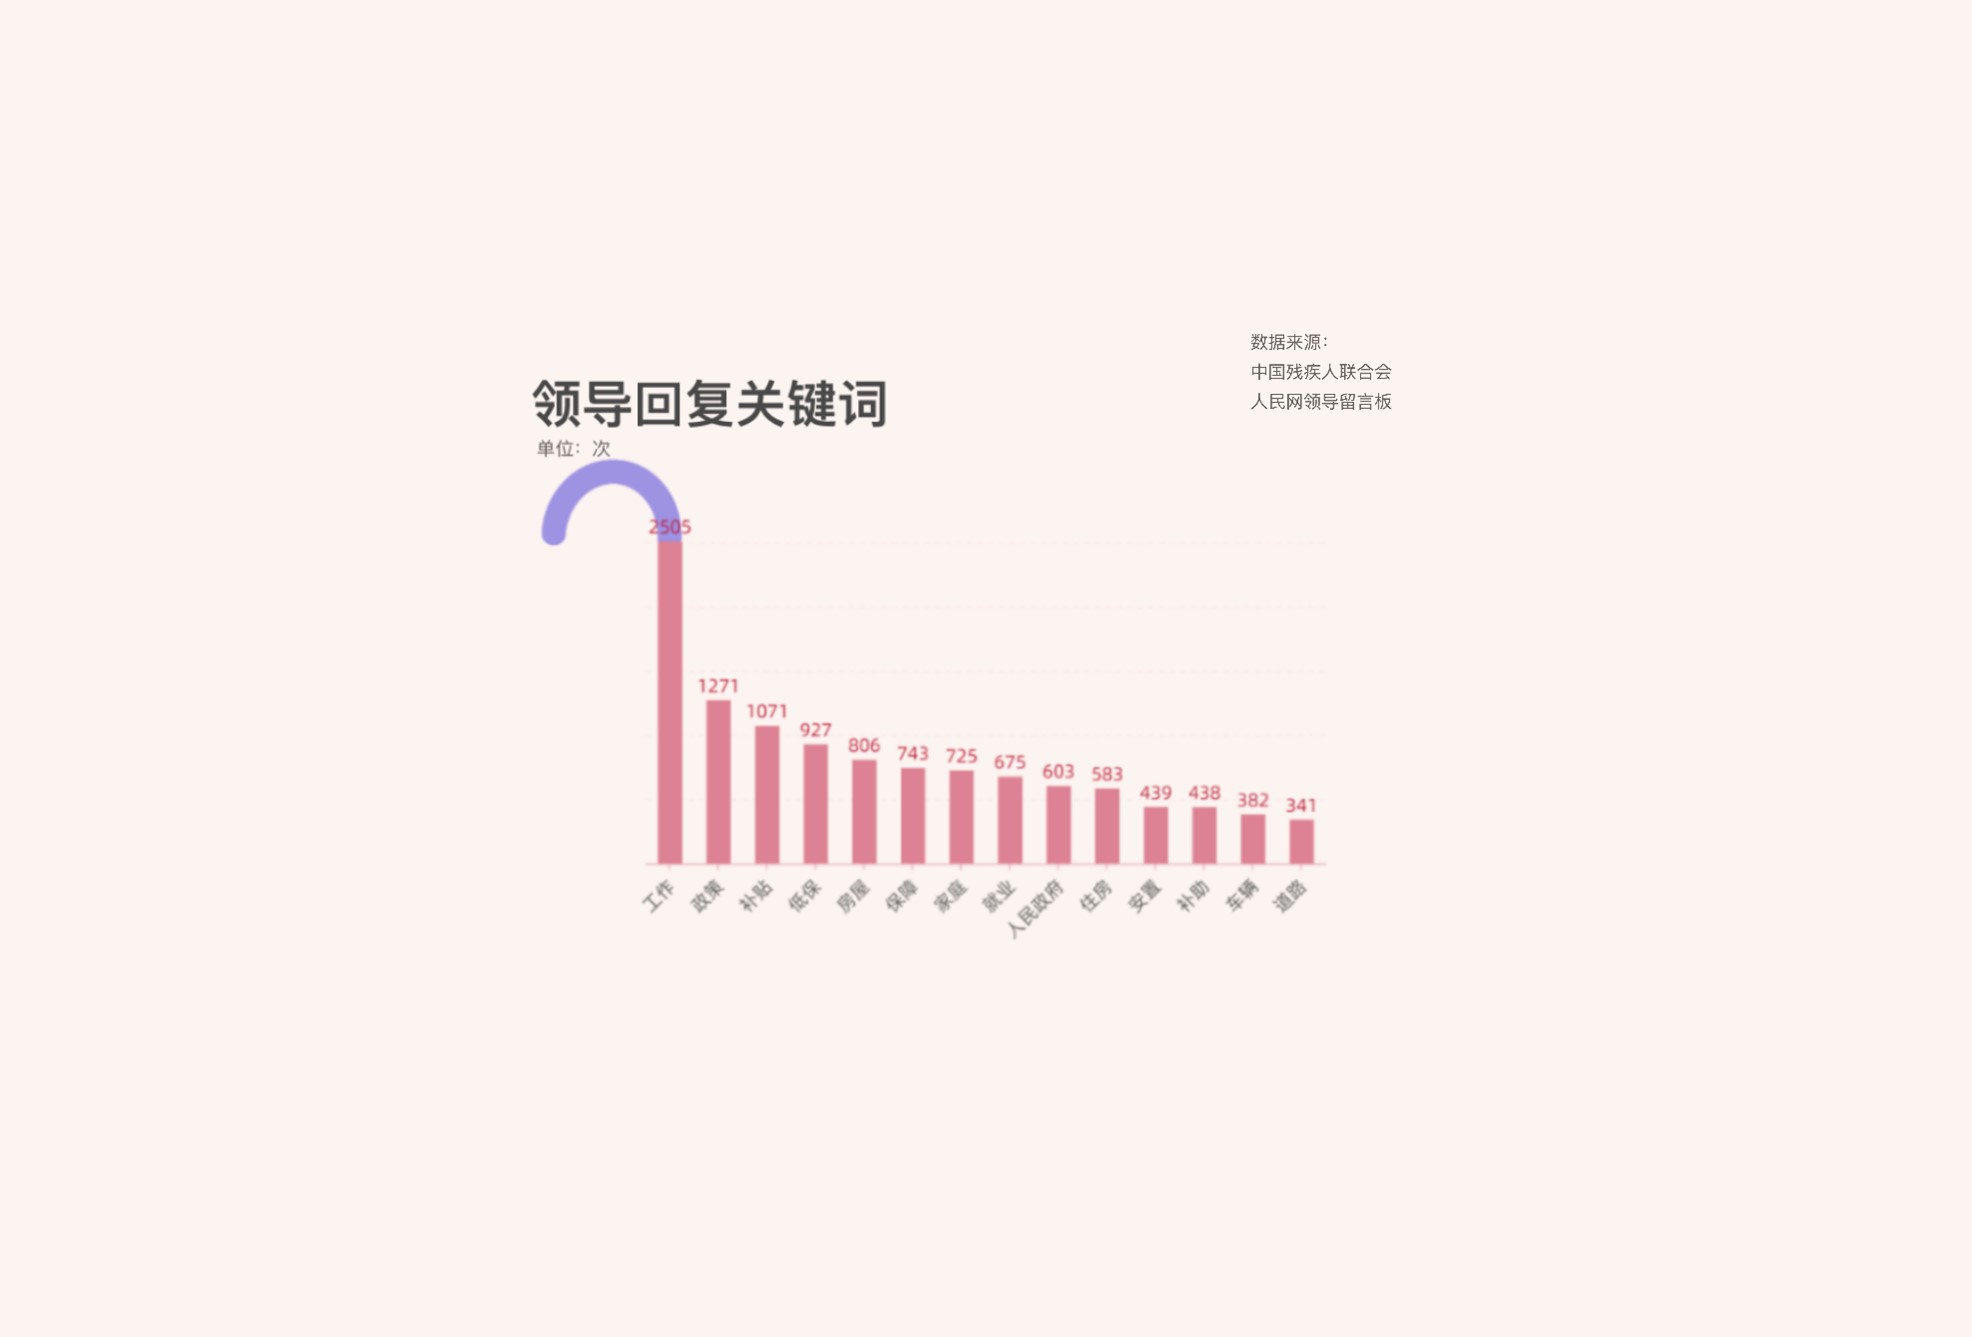 数据来源：
中国残疾人联合会
人民网领导留言板
领导回复关键词
单位：次
2505
1271
1071
927
806
743
725
675
603
583
439
438
382
341
工作
政策
补贴
低保
房屋
保障
家庭
就业
人民政府
住房
安置
补助
车辆
道路